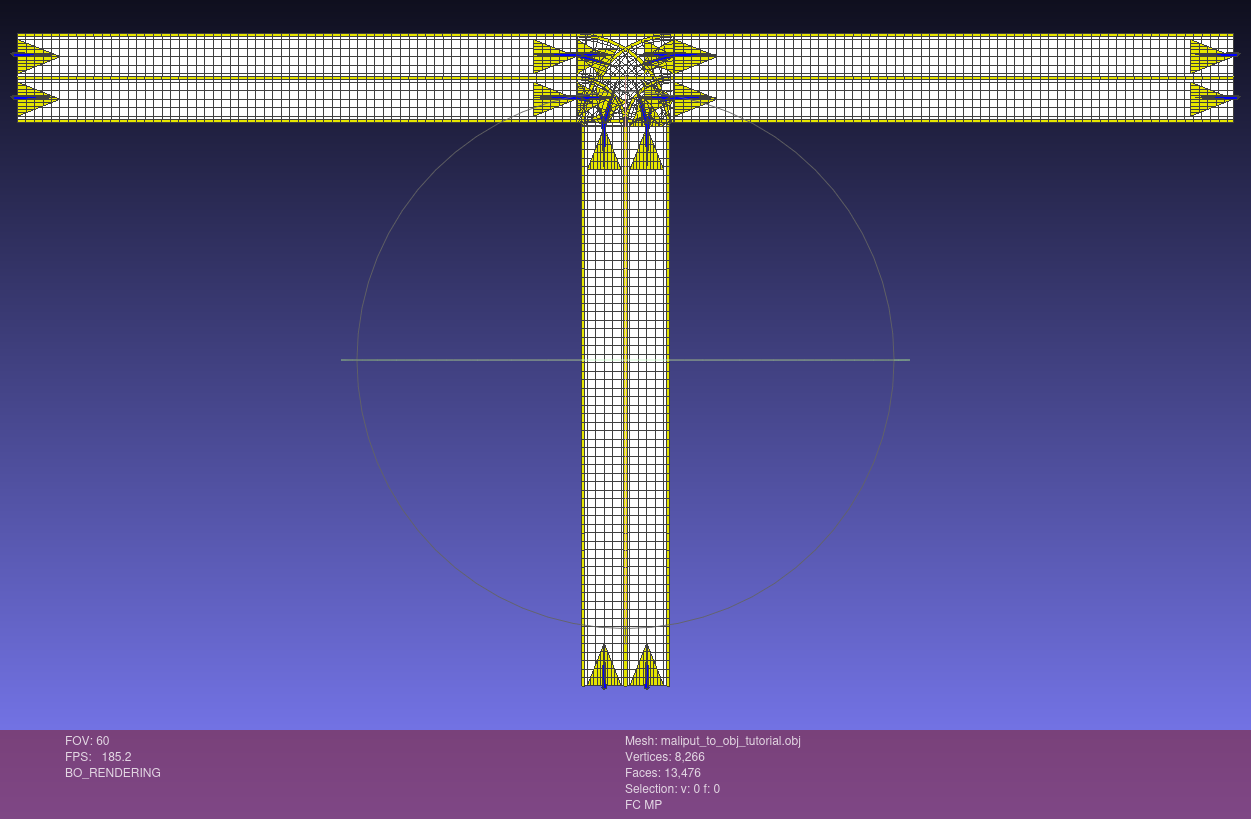 FOV: 60
FPS: 185.2
BO_RENDERING
Mesh: maliput_to_obj_tutorial.obj
Vertices: 8,266
Faces: 13,476
Selection: v: 0 f: 0
FC MP